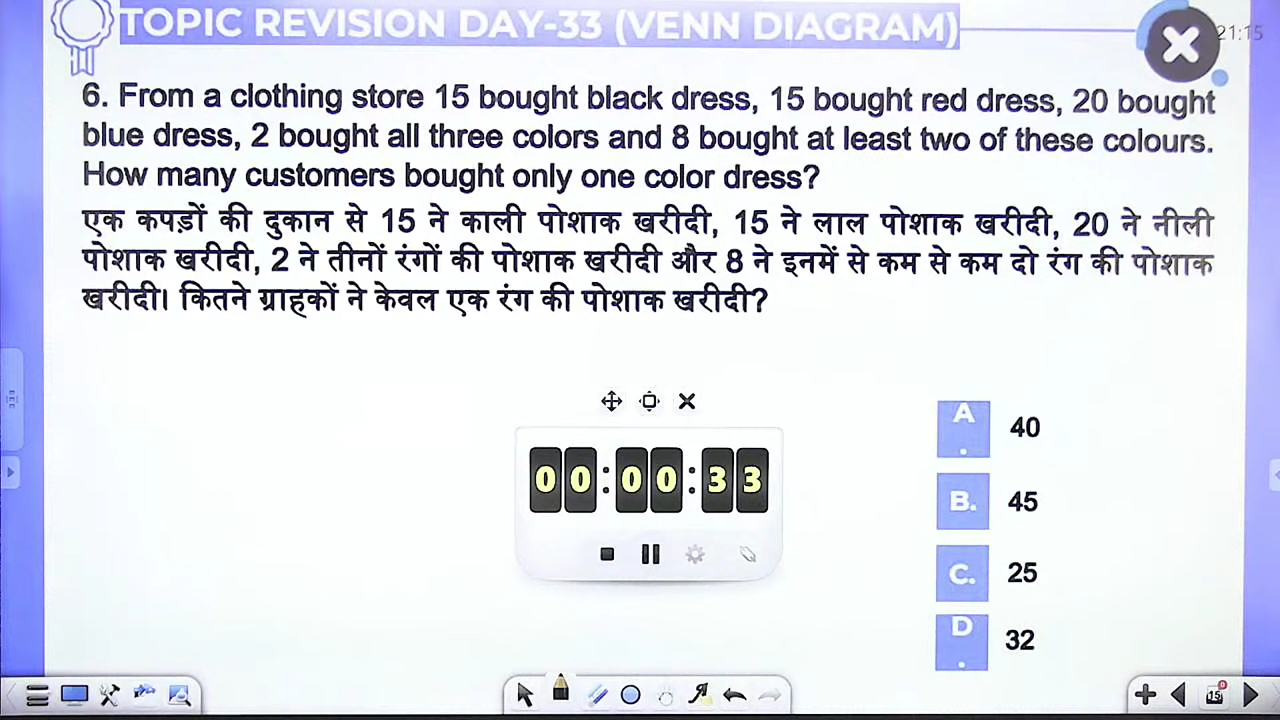 TOPIC REVISION DAY-33 (VENN DIAGRAM)
21:15
6. From a clothing store 15 bought black dress, 15 bought red dress, 20 bought
blue dress, 2 bought all three colors and 8 bought at least two of these colours.
How many customers bought only one color dress?
एक कपड़ों की दुकान से 15 ने काली पोशाक खरीदी, 15 ने लाल पोशाक खरीदी, 20 ने नीली
पोशाक खरीदी, 2 ने तीनों रंगों की पोशाक खरीदी और 8 ने इनमें से कम से कम दो रंग की पोशाक
खरीदी। कितने ग्राहकों ने केवल एक रंग की पोशाक खरीदी?
00:00:33
A. 40
B. 45
C. 25
D. 32
15
0